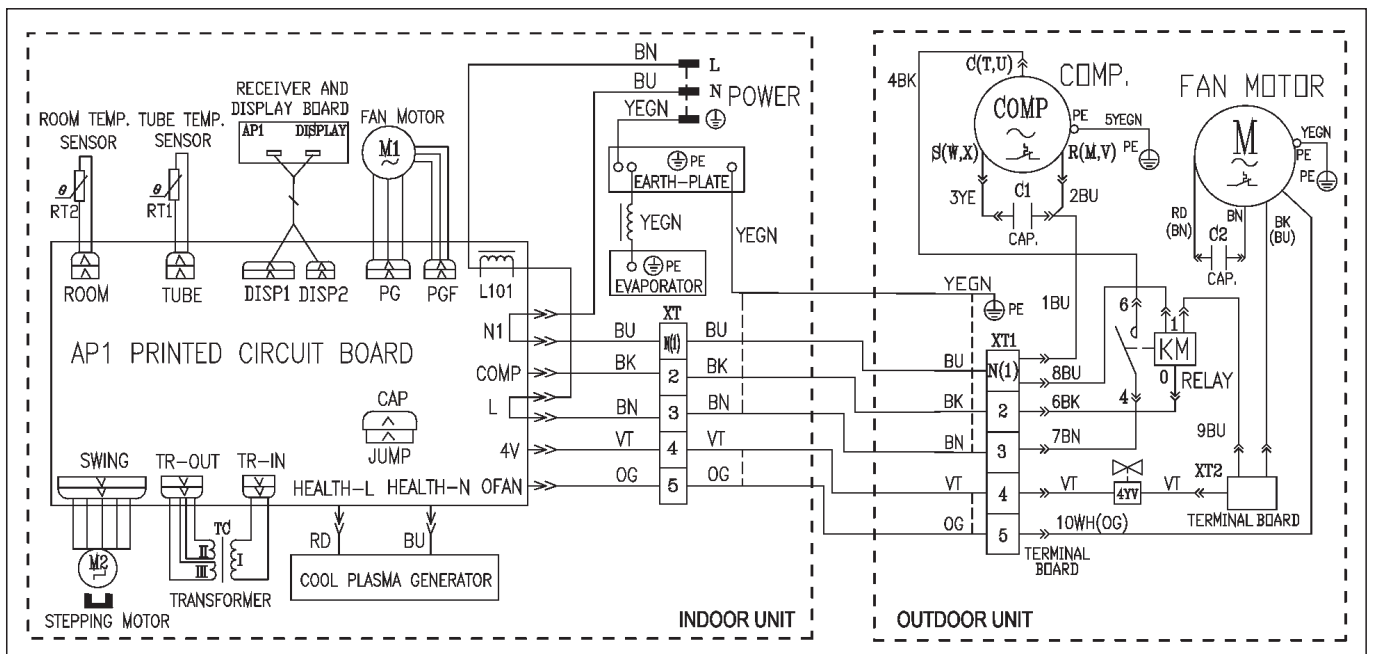 BN
L
BU
N
POWER
YEGN
RECEIVER AND
DISPLAY BOARD
ROOM TEMP.
SENSOR
TUBE TEMP.
SENSOR
AP1
DISPLAY
FAN MOTOR
M1
θ
RT2
θ
RT1
PE
EARTH-PLATE
YEGN
YEGN
PE
EVAPORATOR
ROOM
TUBE
DISP1
DISP2
PG
PGF
L101
N1
AP1 PRINTED CIRCUIT BOARD
COMP
L
CAP
JUMP
4V
SWING
TR-OUT
TR-IN
HEALTH-L
HEALTH-N
OFAN
XT
BU
N(1)
BU
BK
2
BK
BN
3
BN
VT
4
VT
OG
5
OG
TC
II
III
I
M2
STEPPING MOTOR
TRANSFORMER
RD
BU
COOL PLASMA GENERATOR
INDOOR UNIT
4BK
C(T,U)
COMP.
COMP
PE
5YEGN
PE
S(W,X)
R(M,V)
3YE
C1
2BU
CAP.
FAN MOTOR
M
YEGN
PE
PE
RD
(BN)
BN
BK
(BU)
C2
CAP.
YEGN
PE
1BU
6
1
KM
0
RELAY
4
XT1
BU
N(1)
8BU
BK
2
6BK
BN
3
7BN
9BU
VT
4
VT
4YV
VT
XT2
TERMINAL BOARD
OG
5
10WH(OG)
TERMINAL
BOARD
OUTDOOR UNIT